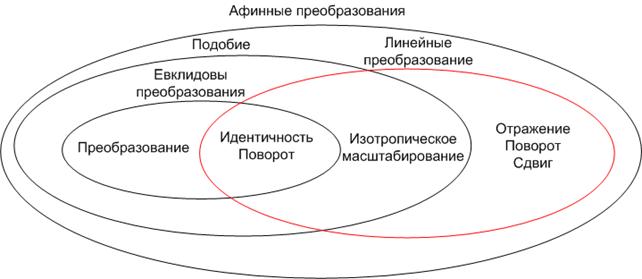 Афинные преобразования
Подобие
Линейные
преобразование
Евклидовы
преобразования
Преобразование
Идентичность
Поворот
Изотропическое
масштабирование
Отражение
Поворот
Сдвиг